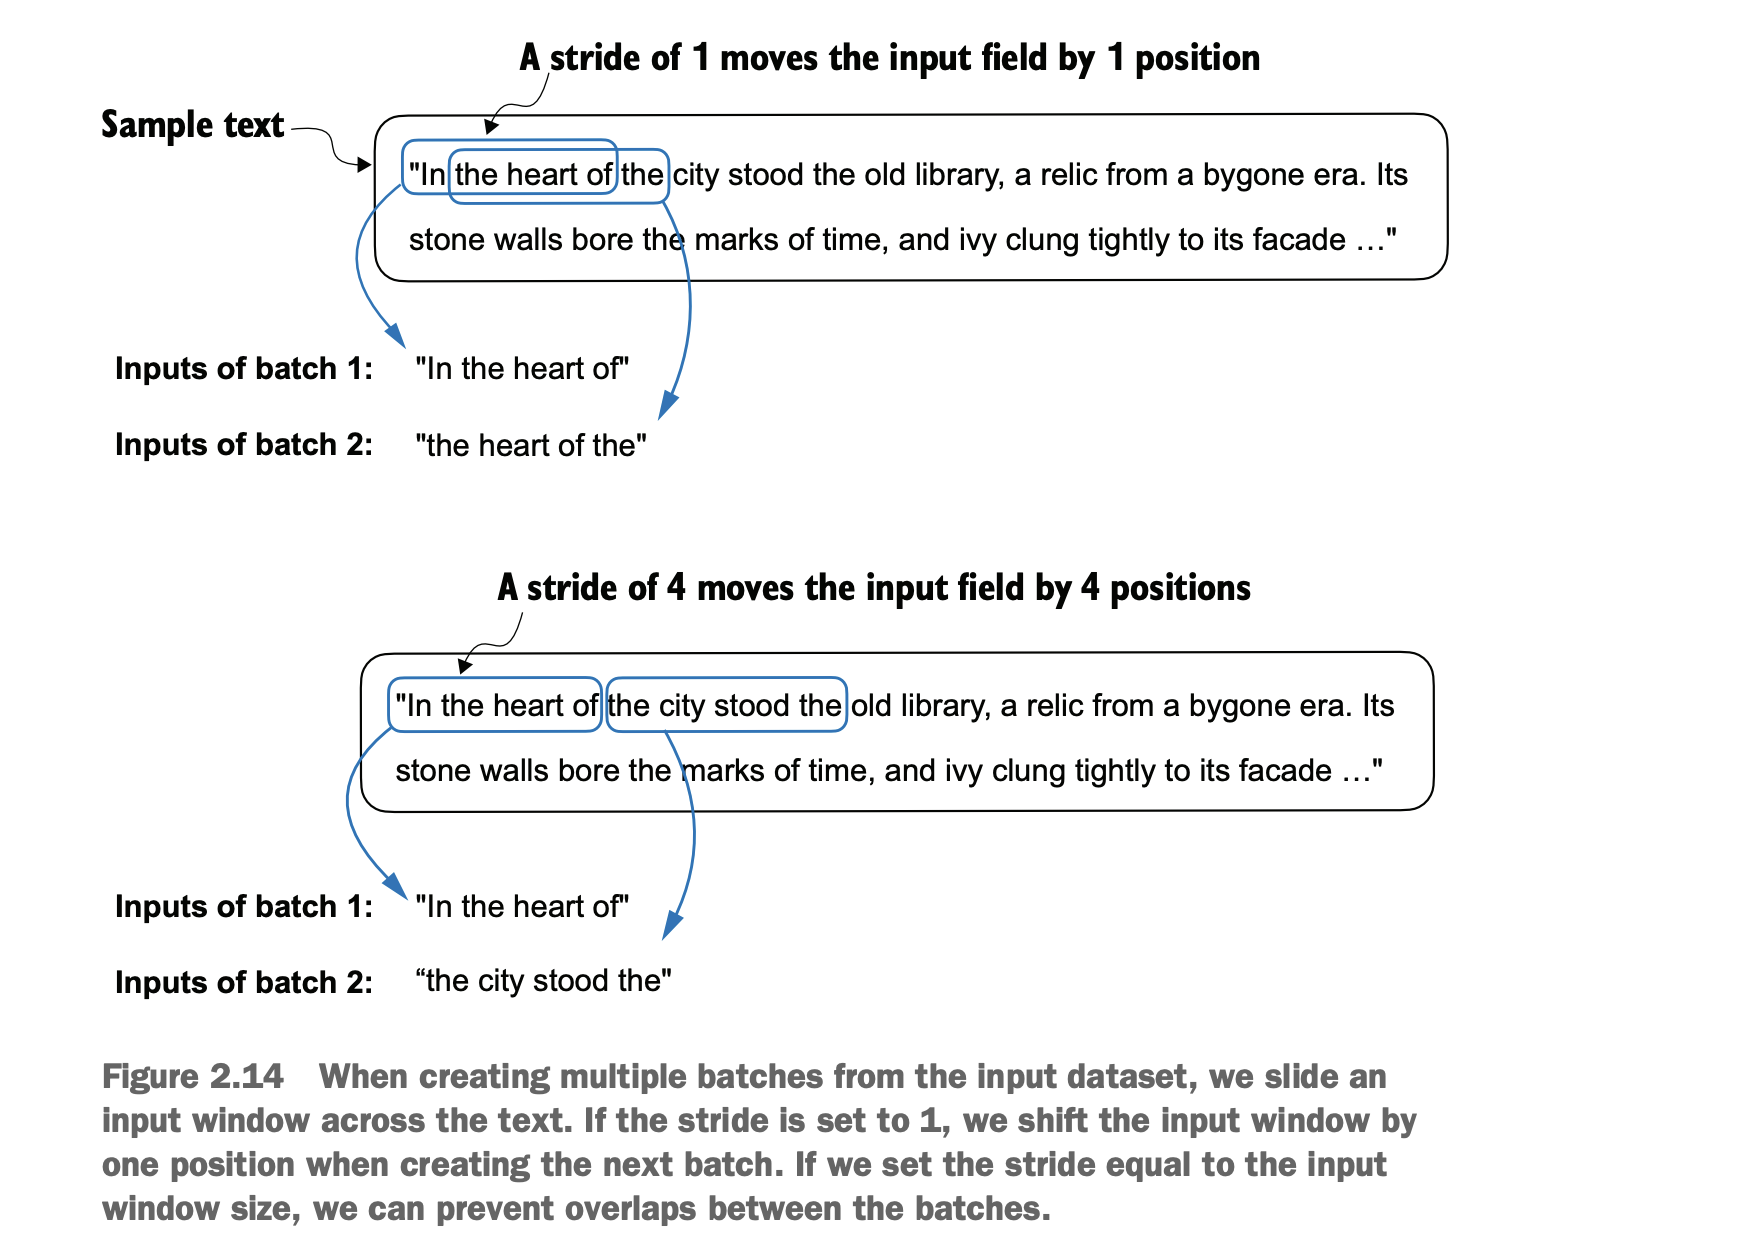 A stride of 1 moves the input field by 1 position
Sample text
"In the heart of the city stood the old library, a relic from a bygone era. Its
stone walls bore the marks of time, and ivy clung tightly to its facade …"
Inputs of batch 1: "In the heart of"
Inputs of batch 2: "the heart of the"
A stride of 4 moves the input field by 4 positions
"In the heart of the city stood the old library, a relic from a bygone era. Its
stone walls bore the marks of time, and ivy clung tightly to its facade …"
Inputs of batch 1: "In the heart of"
Inputs of batch 2: “the city stood the"
Figure 2.14 When creating multiple batches from the input dataset, we slide an
input window across the text. If the stride is set to 1, we shift the input window by
one position when creating the next batch. If we set the stride equal to the input
window size, we can prevent overlaps between the batches.